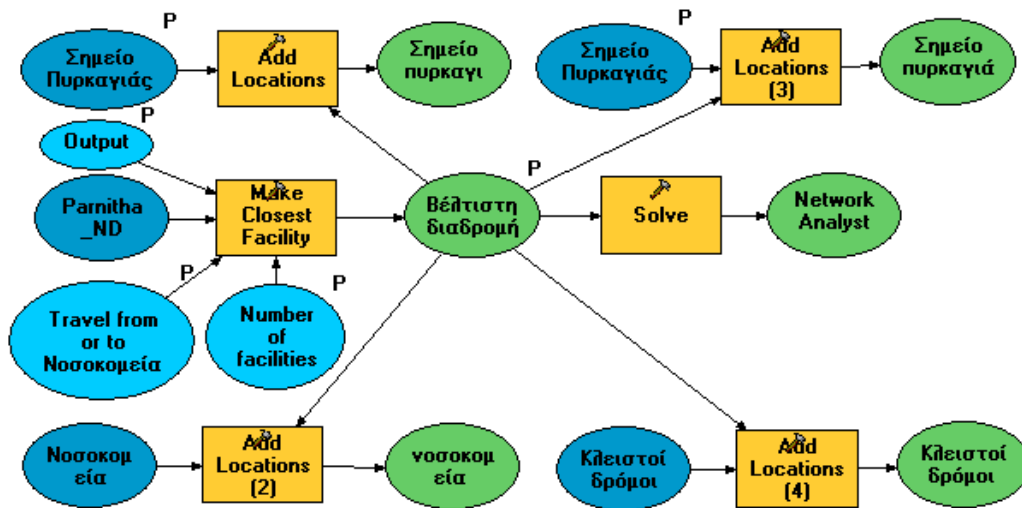 P
Σημείο
Πυρκαγιάς
Add
Locations
Σημείο
πυρκαγι
P
Σημείο
Πυρκαγιάς
Add
Locations
(3)
Σημείο
πυρκαγιά
P
Output
Parnitha
_ND
Make
Closest
Facility
Βέλτιστη
διαδρομή
P
Solve
Network
Analyst
P
Travel from
or to
Νοσοκομεία
P
Number
of
facilities
Νοσοκομ
εία
Add
Locations
(2)
νοσοκομ
εία
Κλειστοί
δρόμοι
Add
Locations
(4)
Κλειστοί
δρόμοι